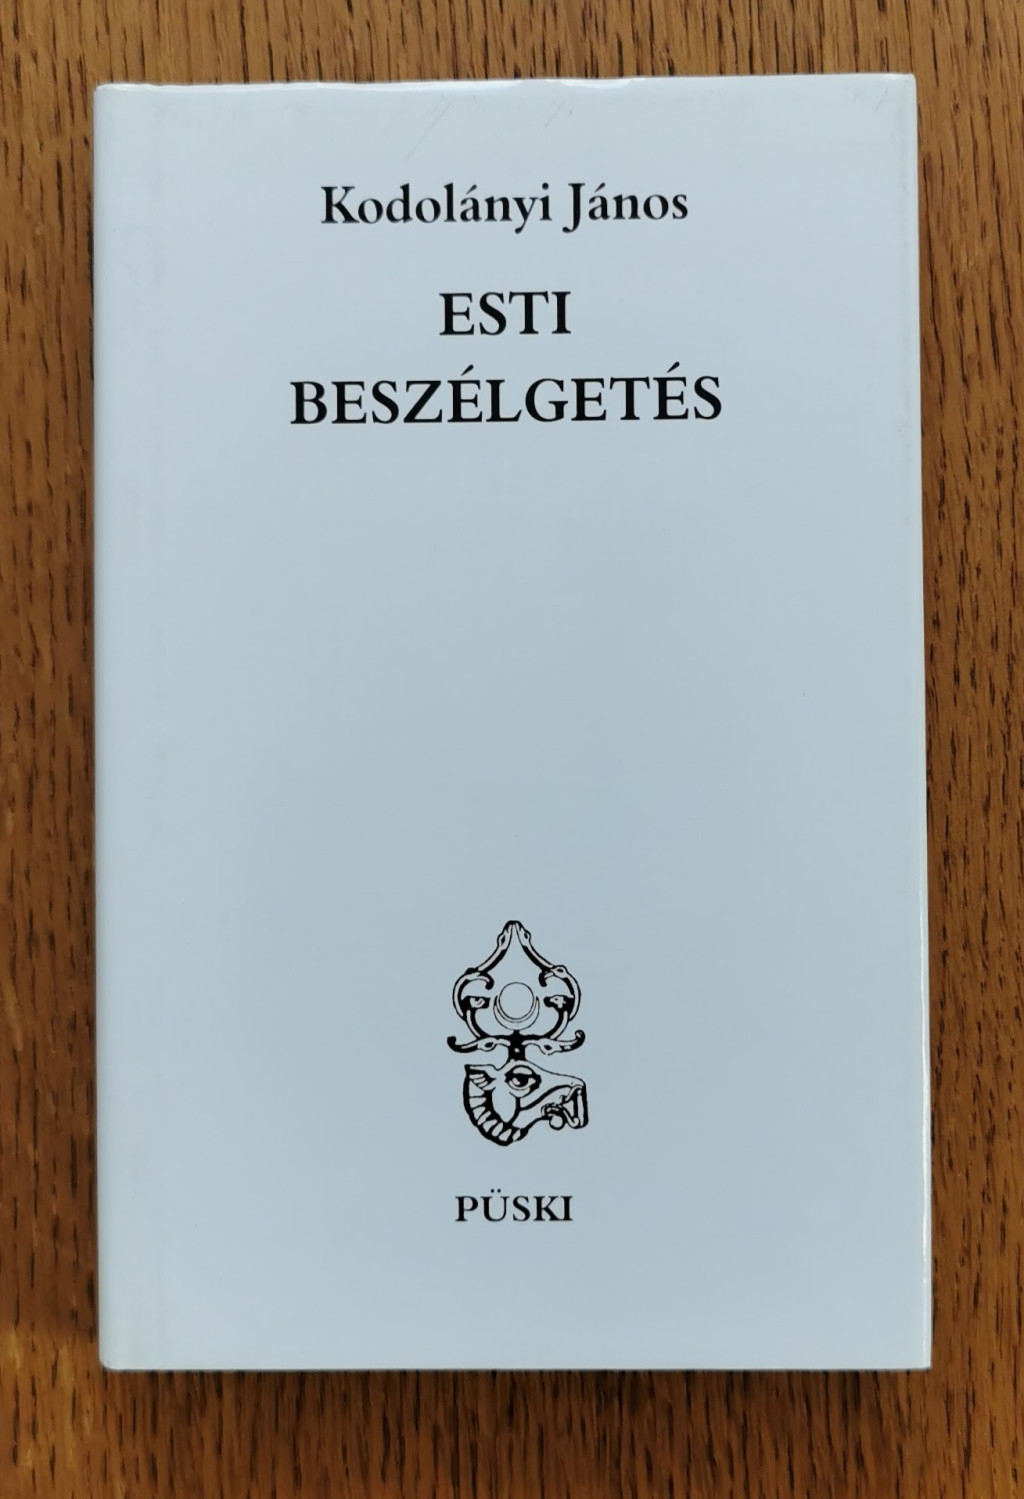 Kodolányi János
ESTI
BESZÉLGETÉS
PÜSKI